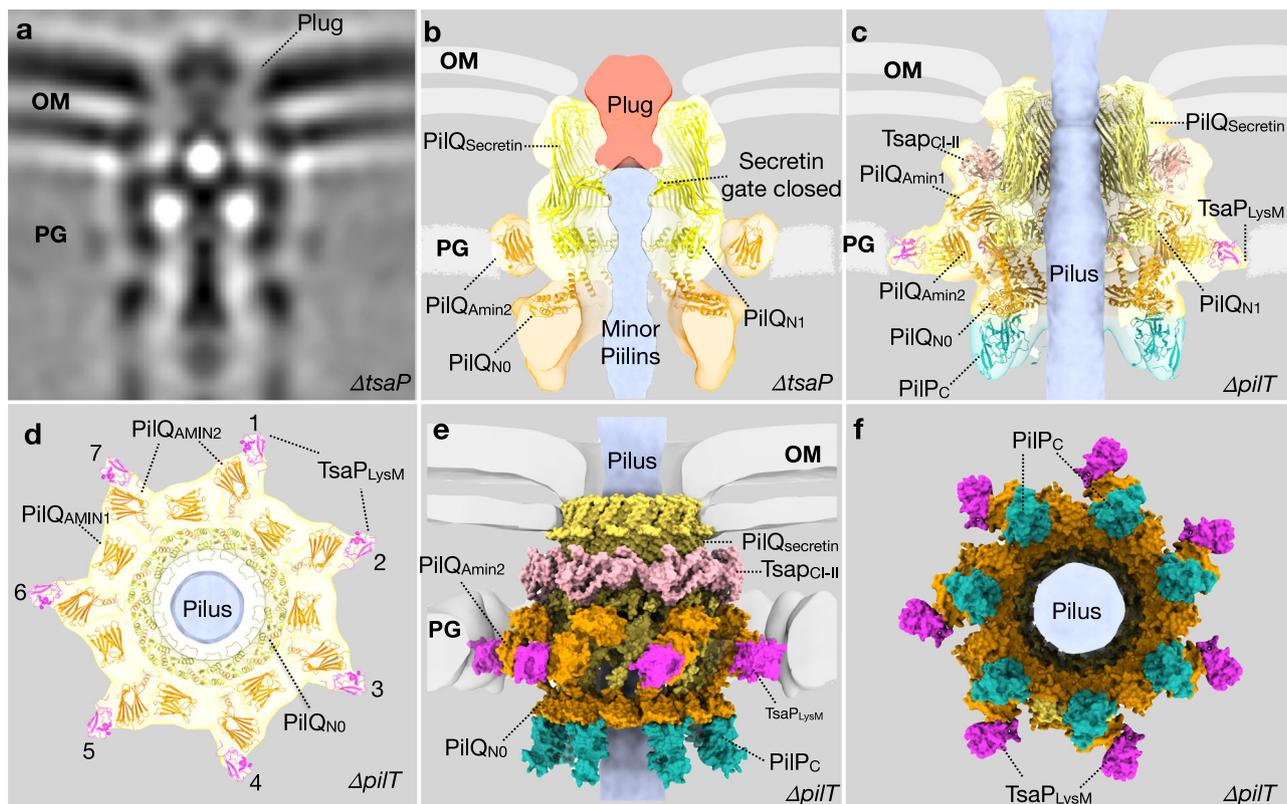 a
Plug
OM
PG
ΔtsaP
b
OM
Plug
PilQSecretin
Secretin
gate closed
PG
PilQAmin2
PilQN1
PilQN0
Minor
Piilins
ΔtsaP
c
OM
PilQSecretin
TsapCI-II
PilQAmin1
TsaPLysM
PG
PilQAmin2
Pilus
PilQN1
PilQN0
PilPC
ΔpilT
d
PilQAMIN2
1
7
TsaPLysM
PilQAMIN1
2
6
Pilus
3
PilQN0
5
4
ΔpilT
e
Pilus
OM
PilQsecretin
PilQAmin2
TsapCI-II
PG
TsaPLysM
PilQN0
PilPC
ΔpilT
f
PilPC
Pilus
TsaPLysM
ΔpilT